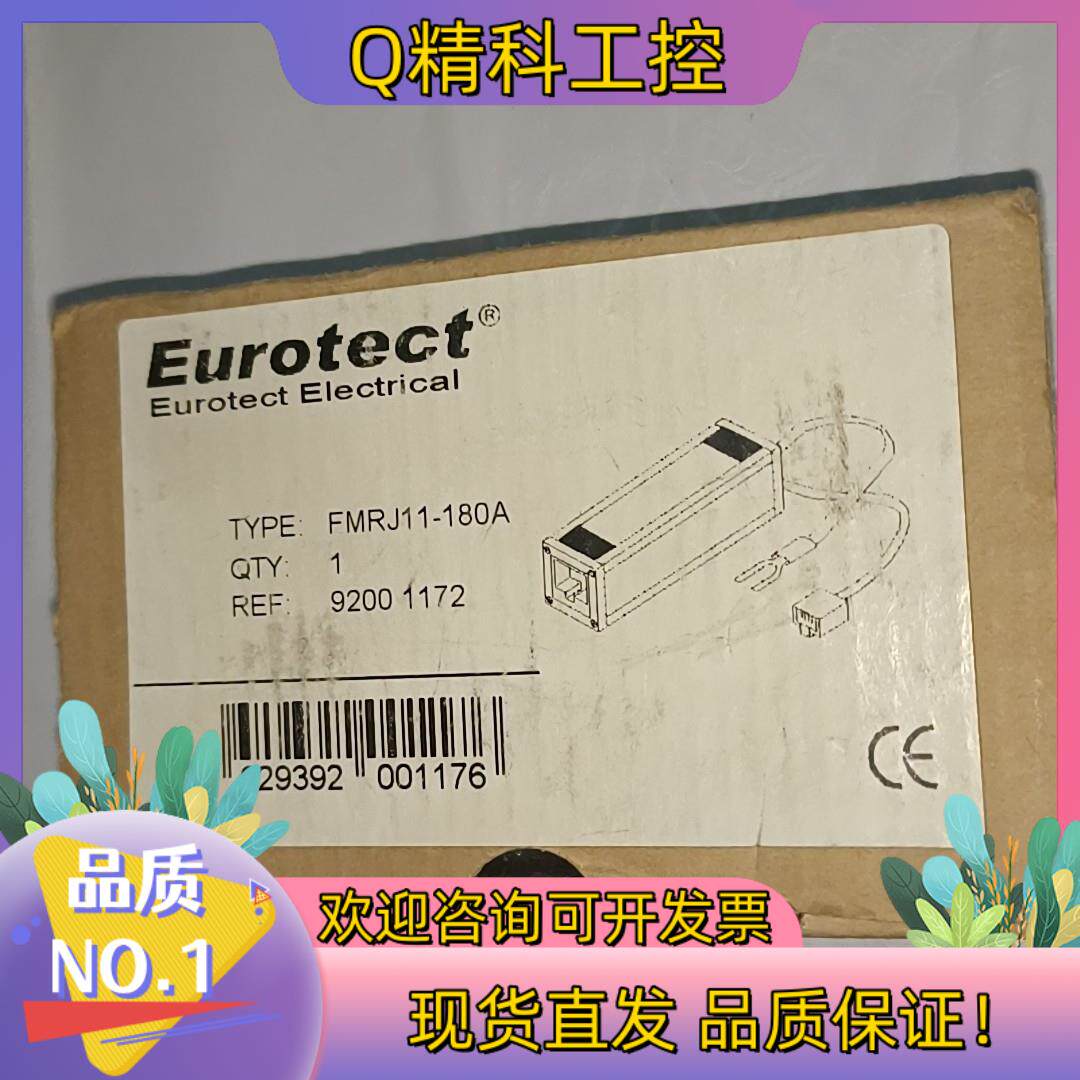 Q精科工控
Eurotect®
Eurotect Electrical
TYPE: FMRJ11-180A
QTY: 1
REF: 9200 1172
29392 001176
CE
品质
NO.1
欢迎咨询可开发票
现货直发 品质保证!